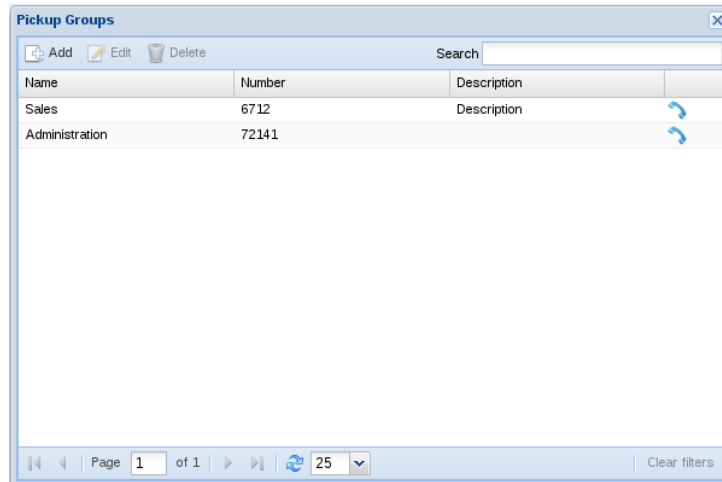 Pickup Groups
Add Edit Delete Search
Name Number Description
Sales 6712 Description
Administration 72141
Page 1 of 1 25 Clear filters